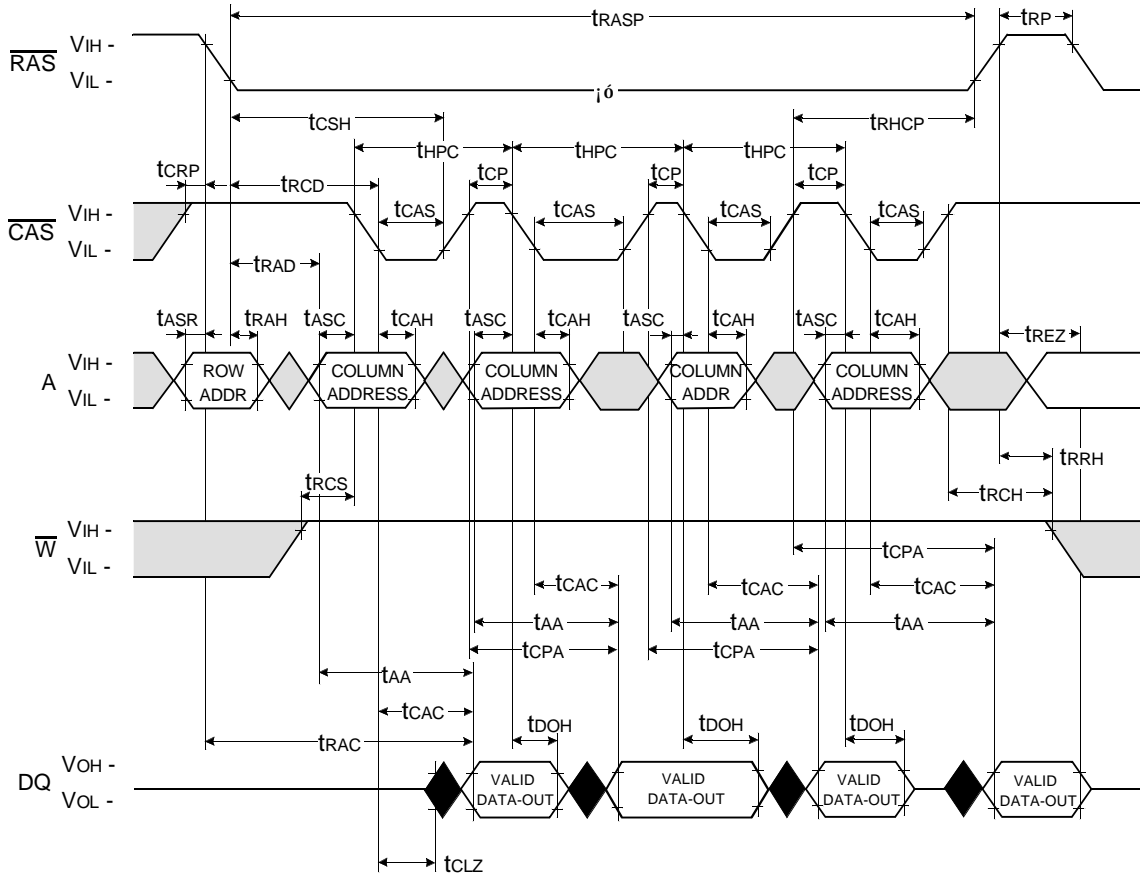 tRASP tRP
RAS VIH -
VIL -
¡ó
tCSH tRHCP
tHPC tHPC tHPC
tCRP tRCD tCP tCP tCP
CAS VIH -
VIL -
tCAS tCAS tCAS tCAS
tRAD
tASR tRAH tASC tCAH tASC tCAH tASC tCAH tASC tCAH tREZ
A VIH -
VIL -
ROW ADDR
COLUMN ADDRESS
COLUMN ADDRESS
COLUMN ADDR
COLUMN ADDRESS
tRRH
tRCS tRCH
W VIH -
VIL -
tCPA
tCAC tCAC tCAC
tAA tAA tAA
tCPA tCPA
tAA
tCAC
tRAC tDOH tDOH tDOH
DQ VOH -
VOL -
VALID DATA-OUT
VALID DATA-OUT
VALID DATA-OUT
VALID DATA-OUT
tCLZ